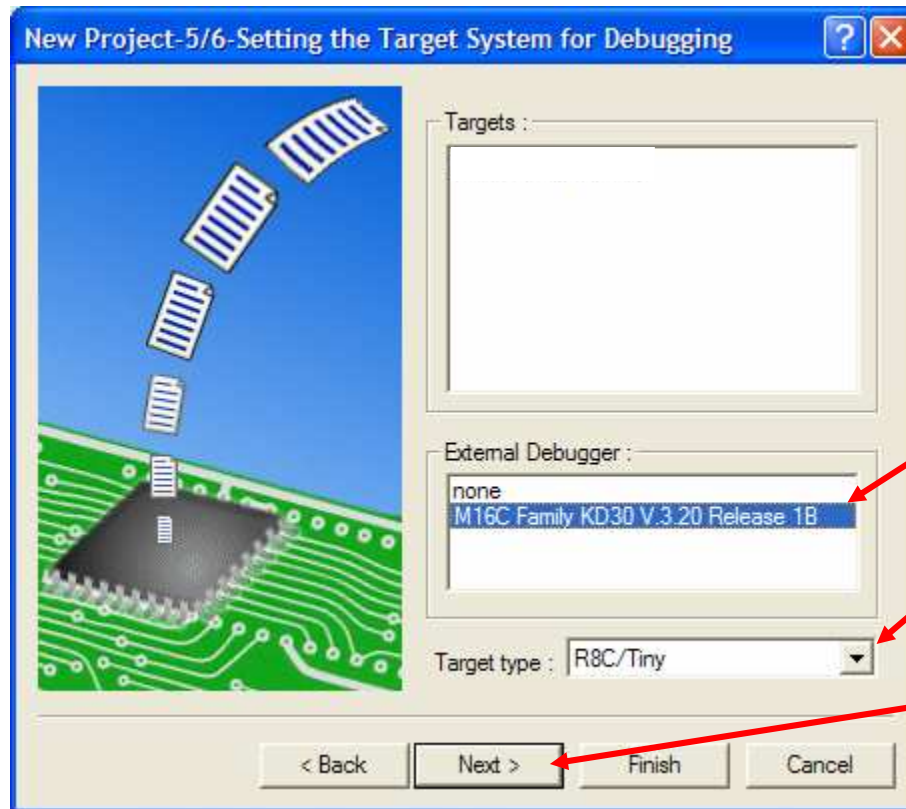 New Project-5/6-Setting the Target System for Debugging
Targets :
External Debugger :
none
M16C Family KD30 V.3.20 Release 1B
Target type : R8C/Tiny
< Back Next > Finish Cancel